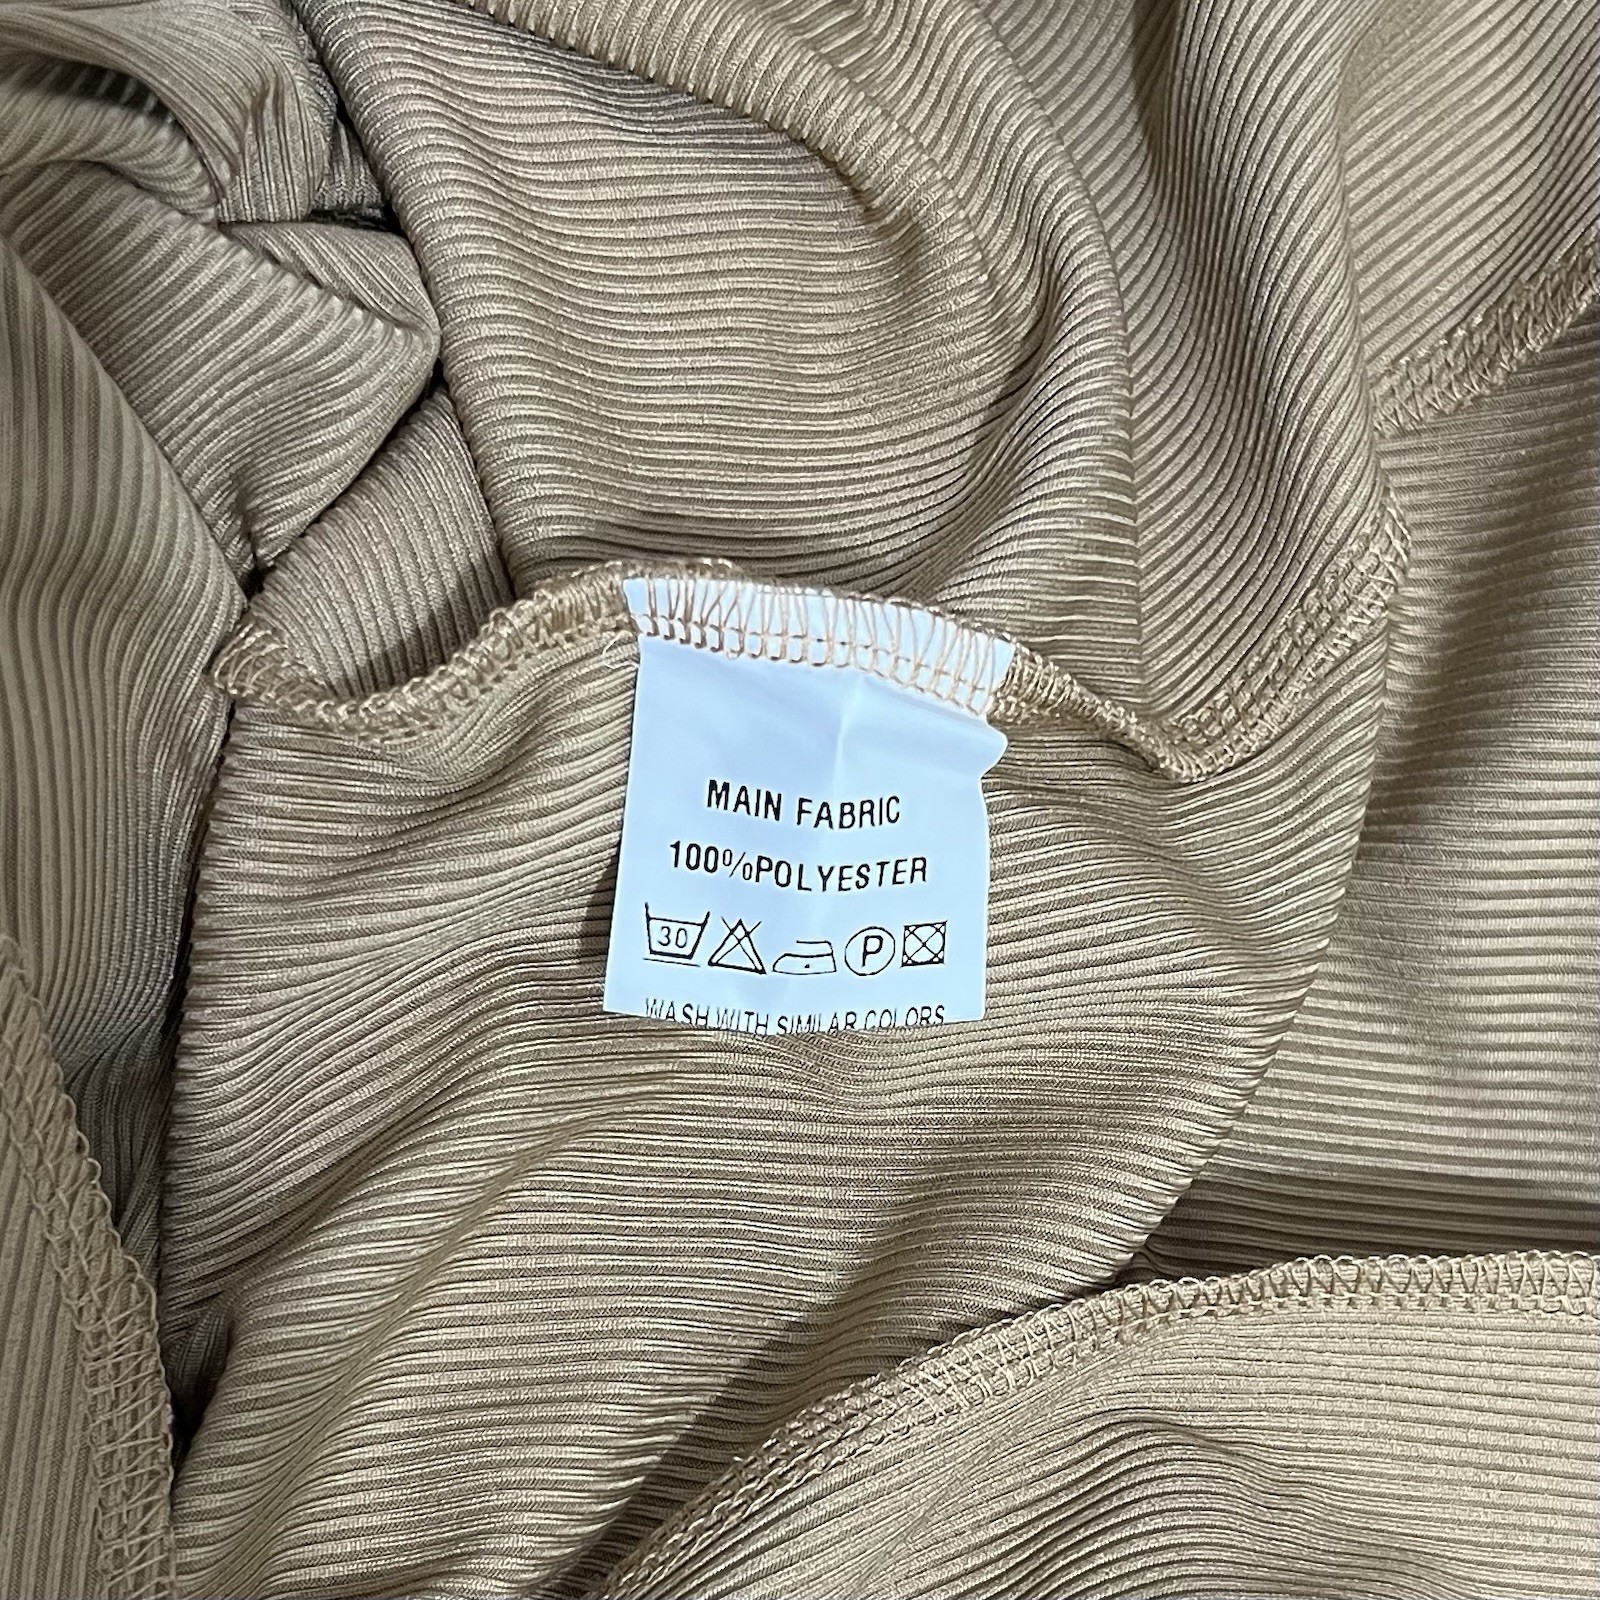 MAIN FABRIC
100%POLYESTER
30 P
WASH WITH SIMILAR COLORS